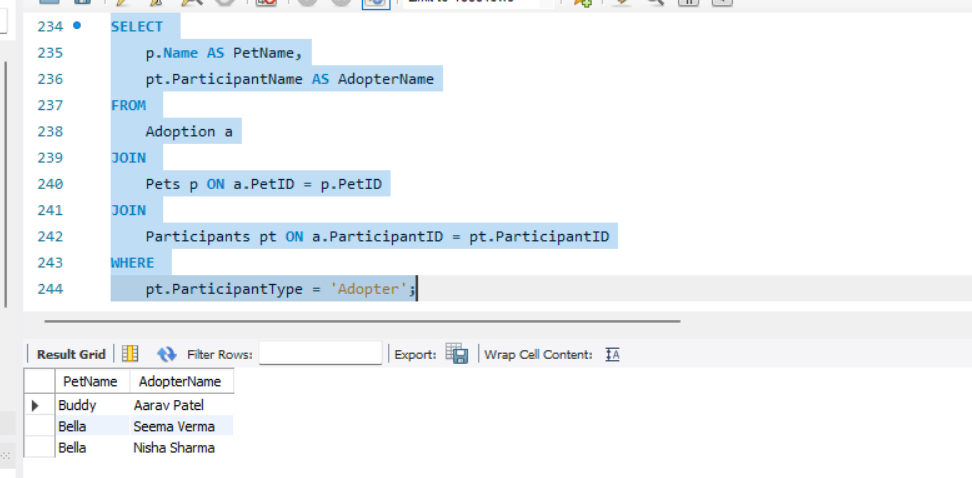 234 SELECT
235 p.Name AS PetName,
236 pt.ParticipantName AS AdopterName
237 FROM
238 Adoption a
239 JOIN
240 Pets p ON a.PetID = p.PetID
241 JOIN
242 Participants pt ON a.ParticipantID = pt.ParticipantID
243 WHERE
244 pt.ParticipantType = 'Adopter';
Result Grid Filter Rows: Export: Wrap Cell Content:
PetName AdopterName
Buddy Aarav Patel
Bella Seema Verma
Bella Nisha Sharma